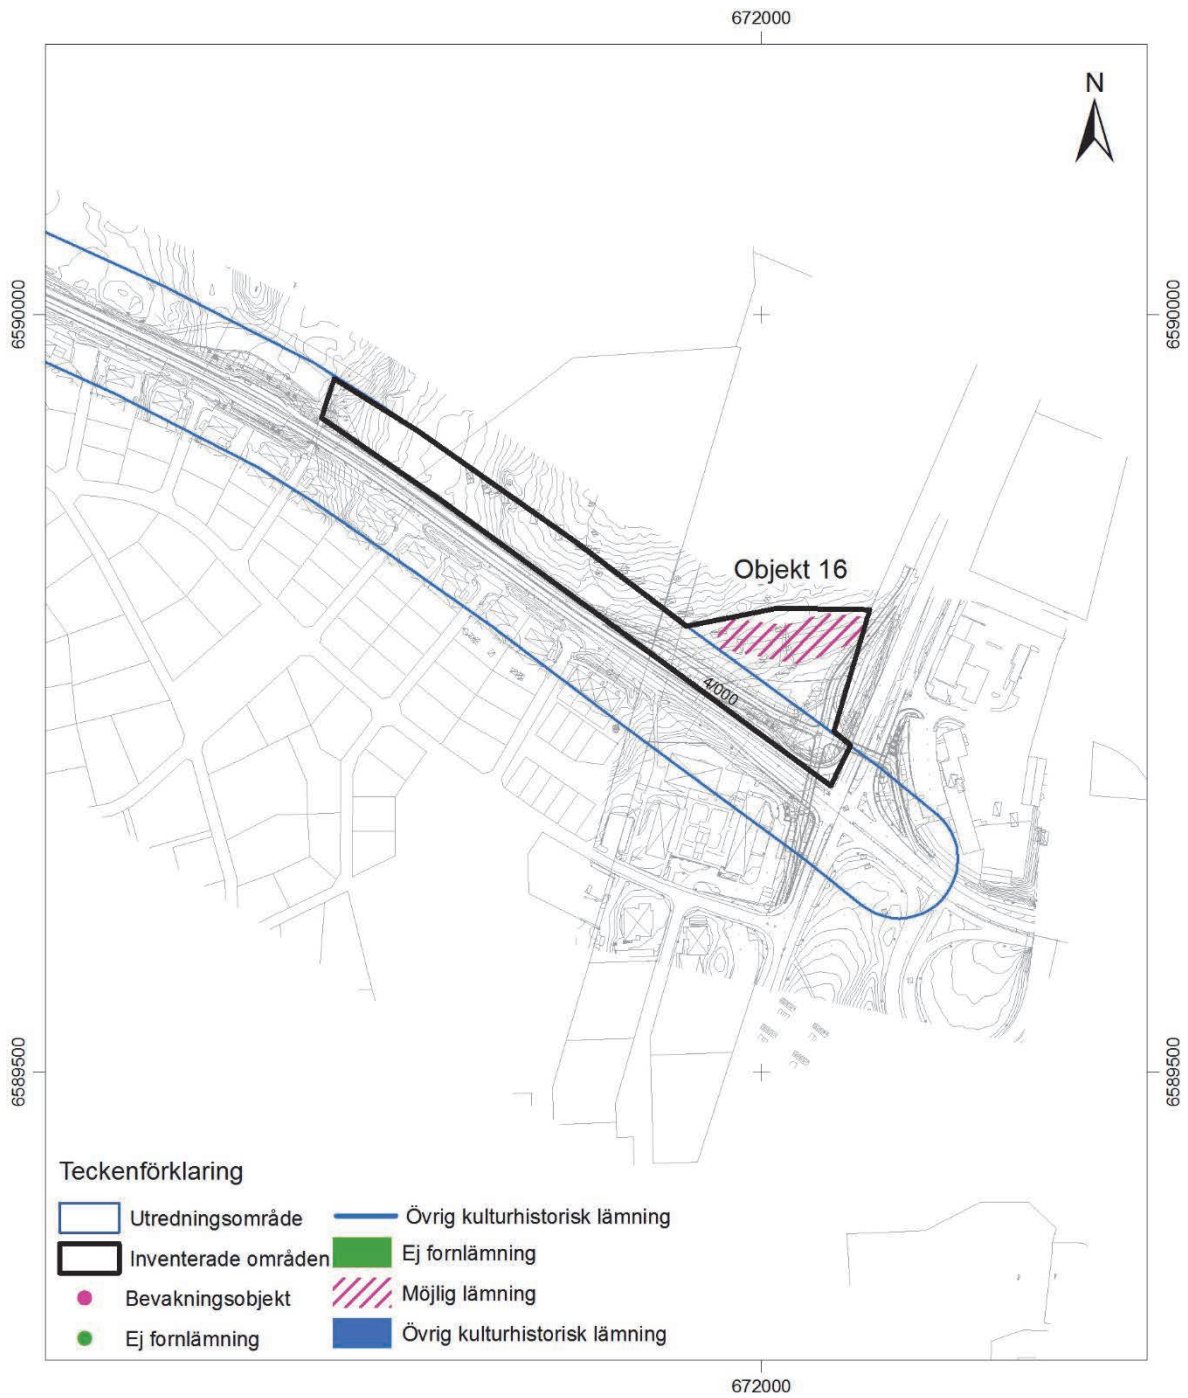 672000
N
6590000
6590000
Objekt 16
4/000
6589500
6589500
Teckenförklaring
Utredningsområde
Inventerade områden
Bevakningsobjekt
Ej fornlämning
Övrig kulturhistorisk lämning
Ej fornlämning
Möjlig lämning
Övrig kulturhistorisk lämning
672000